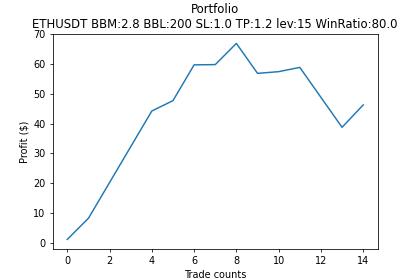 Portfolio
ETHUSDT BBM:2.8 BBL:200 SL:1.0 TP:1.2 lev:15 WinRatio:80.0
70
60
50
40
30
20
10
0
Profit ($)
0 2 4 6 8 10 12 14
Trade counts